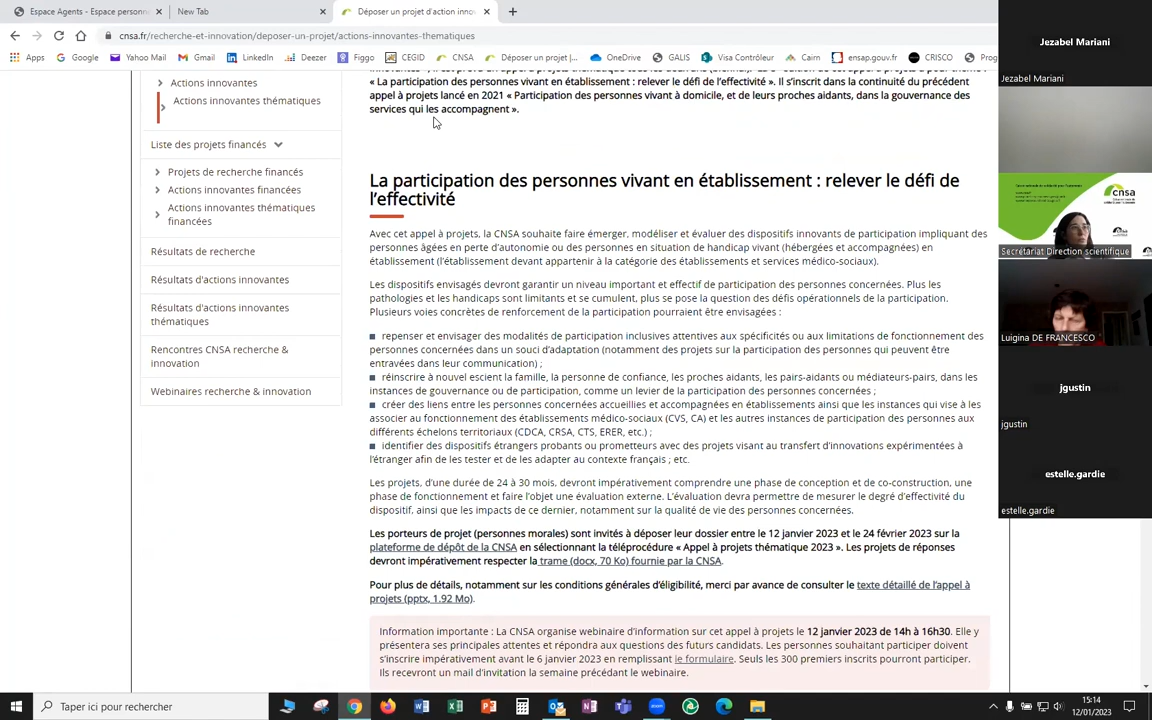 Espace Agents - Espace personn
New Tab
Déposer un projet d'action inno
cnsa.fr/recherche-et-innovation/deposer-un-projet/actions-innovantes-thematiques
Apps
Google
Yahoo Mail
Gmail
LinkedIn
Deezer
Figgo
CEGID
CNSA
Déposer un projet |...
OneDrive
GALIS
Visa Contrôleur
Cairn
ensap.gouv.fr
CRISCO
Prog
Actions innovantes
Actions innovantes thématiques
Liste des projets financés
Projets de recherche financés
Actions innovantes financées
Actions innovantes thématiques
financées
Résultats de recherche
Résultats d'actions innovantes
Résultats d'actions innovantes
thématiques
Rencontres CNSA recherche &
innovation
Webinaires recherche & innovation
« La participation des personnes vivant en établissement : relever le défi de l'effectivité ». Il s'inscrit dans la continuité du précédent
appel à projets lancé en 2021 « Participation des personnes vivant à domicile, et de leurs proches aidants, dans la gouvernance des
services qui les accompagnent ».
La participation des personnes vivant en établissement : relever le défi de
l'effectivité
Avec cet appel à projets, la CNSA souhaite faire émerger, modéliser et évaluer des dispositifs innovants de participation impliquant des
personnes âgées en perte d'autonomie ou des personnes en situation de handicap vivant (hébergées et accompagnées) en
établissement (l'établissement devant appartenir à la catégorie des établissements et services médico-sociaux).
Les dispositifs envisagés devront garantir un niveau important et effectif de participation des personnes concernées. Plus les
pathologies et les handicaps sont limitants et se cumulent, plus se pose la question des défis opérationnels de la participation.
Plusieurs voies concrètes de renforcement de la participation pourraient être envisagées :
repenser et envisager des modalités de participation inclusives attentives aux spécificités ou aux limitations de fonctionnement des
personnes concernées dans un souci d'adaptation (notamment des projets sur la participation des personnes qui peuvent être
entravées dans leur communication) ;
réinscrire à nouvel escient la famille, la personne de confiance, les proches aidants, les pairs-aidants ou médiateurs-pairs, dans les
instances de gouvernance ou de participation, comme un levier de la participation des personnes concernées ;
créer des liens entre les personnes concernées accueillies et accompagnées en établissements ainsi que les instances qui vise à les
associer au fonctionnement des établissements médico-sociaux (CVS, CA) et les autres instances de participation des personnes aux
différents échelons territoriaux (CDCA, CRSA, CTS, ERER, etc.) ;
identifier des dispositifs étrangers probants ou prometteurs avec des projets visant au transfert d'innovations expérimentées à
l'étranger afin de les tester et de les adapter au contexte français ; etc.
Les projets, d'une durée de 24 à 30 mois, devront impérativement comprendre une phase de conception et de co-construction, une
phase de fonctionnement et faire l'objet une évaluation externe. L'évaluation devra permettre de mesurer le degré d'effectivité du
dispositif, ainsi que les impacts de ce dernier, notamment sur la qualité de vie des personnes concernées.
Les porteurs de projet (personnes morales) sont invités à déposer leur dossier entre le 12 janvier 2023 et le 24 février 2023 sur la
plateforme de dépôt de la CNSA en sélectionnant la téléprocédure « Appel à projets thématique 2023 ». Les projets de réponses
devront impérativement respecter la trame (docx, 70 Ko) fournie par la CNSA.
Pour plus de détails, notamment sur les conditions générales d'éligibilité, merci par avance de consulter le texte détaillé de l'appel à
projets (pptx, 1.92 Mo).
Information importante : La CNSA organise webinaire d'information sur cet appel à projets le 12 janvier 2023 de 14h à 16h30. Elle y
présentera ses principales attentes et répondra aux questions des futurs candidats. Les personnes souhaitant participer doivent
s'inscrire impérativement avant le 6 janvier 2023 en remplissant le formulaire. Seuls les 300 premiers inscrits pourront participer.
Ils recevront un mail d'invitation la semaine précédant le webinaire.
Jezabel Mariani
Jezabel Mariani
cnsa
Secrétariat Direction scientifique
Luigina DE FRANCESCO
jgustin
jgustin
estelle.gardie
estelle.gardie
Taper ici pour rechercher
15:14
12/01/2023